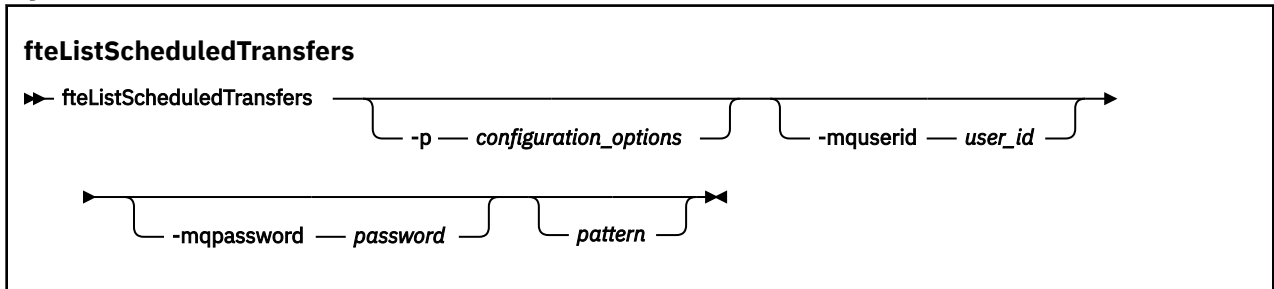 fteListScheduledTransfers
fteListScheduledTransfers
-p configuration_options -mquserid user_id
-mqpassword password pattern